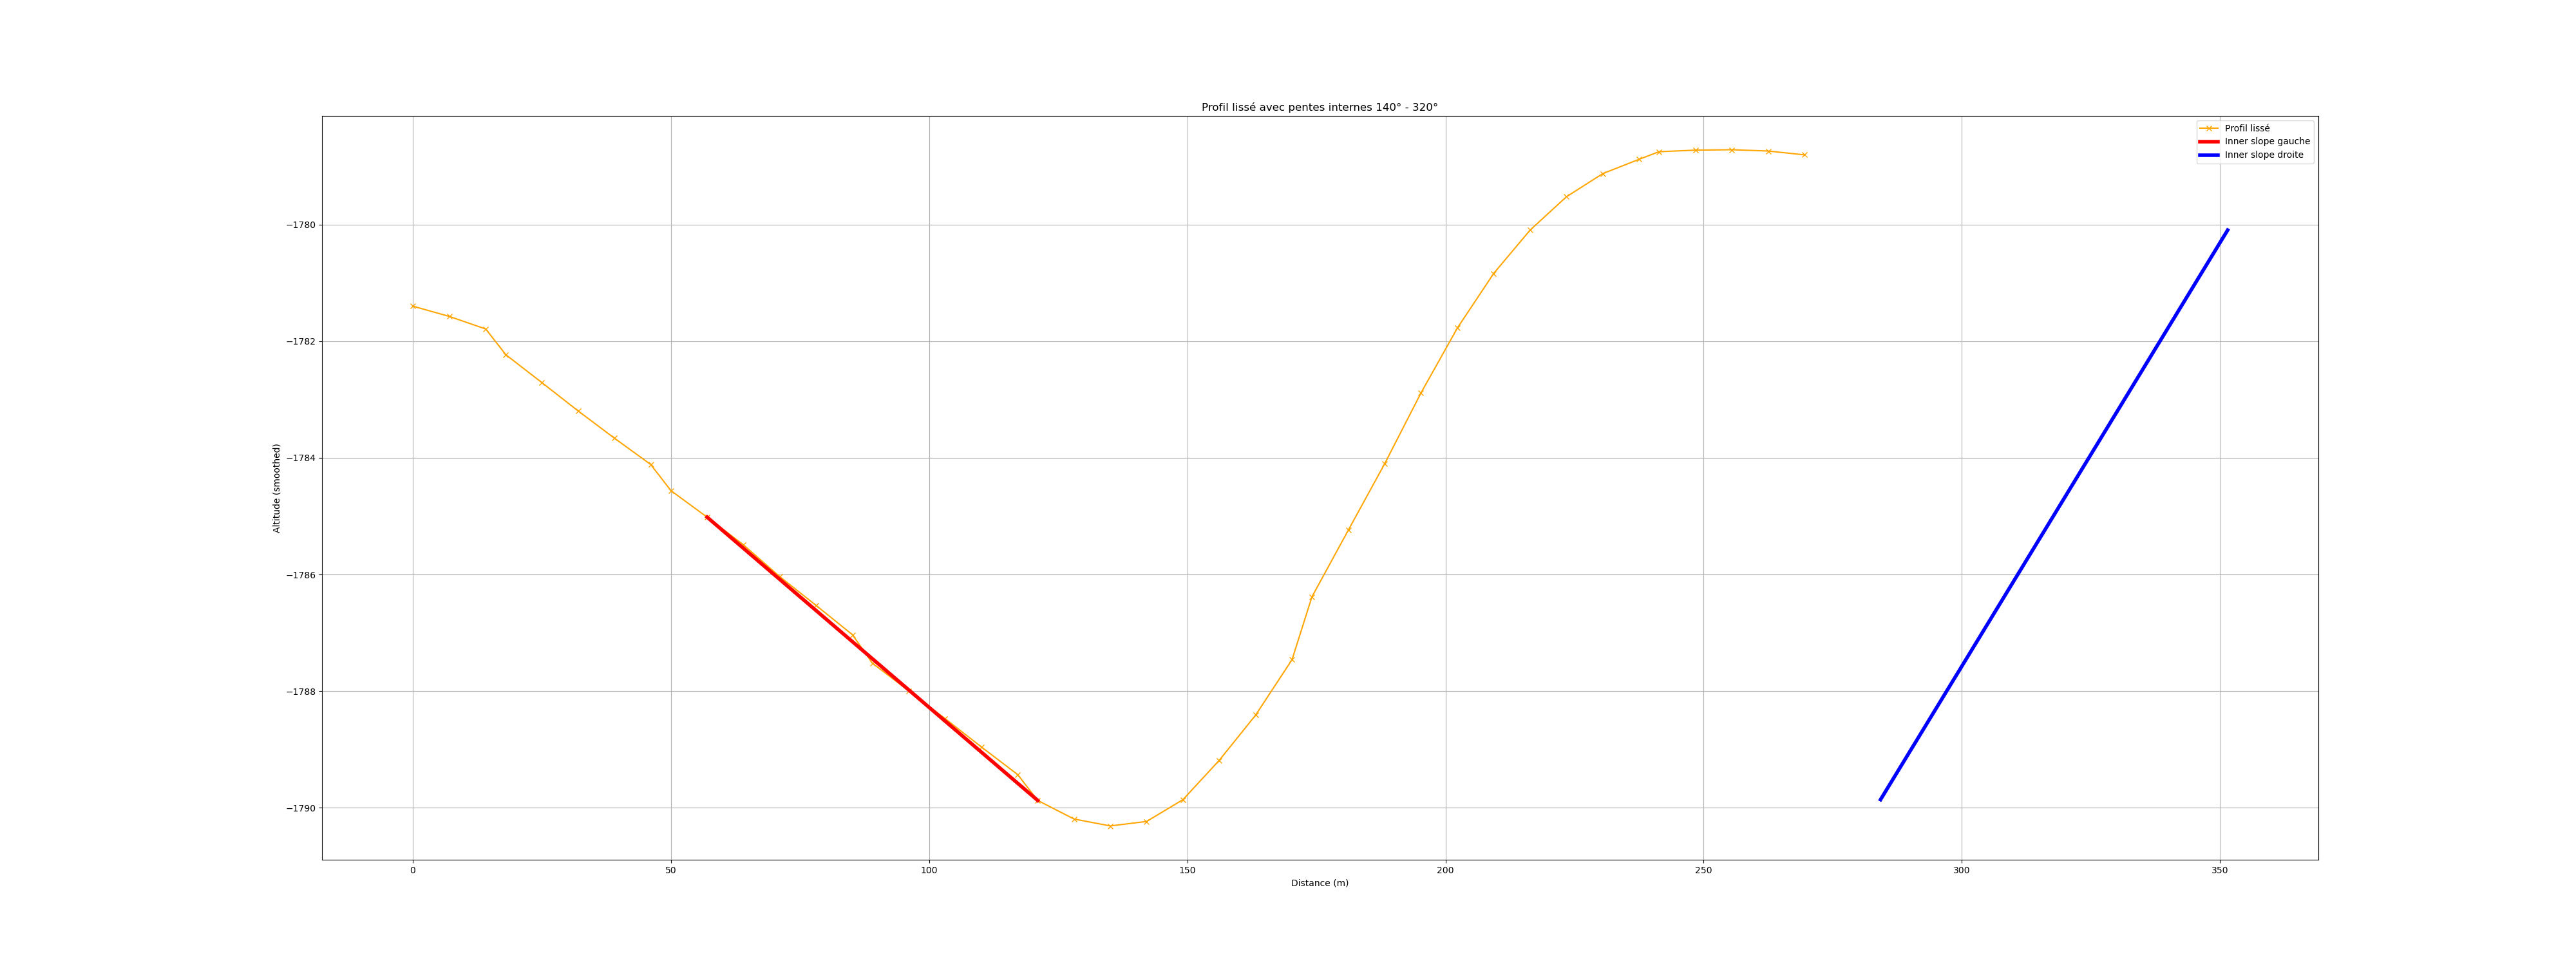 Profil lissé avec pentes internes 140° - 320°
Profil lissé
Inner slope gauche
Inner slope droite
Altitude (smoothed)
−1780
−1782
−1784
−1786
−1788
−1790
0 50 100 150 200 250 300 350
Distance (m)